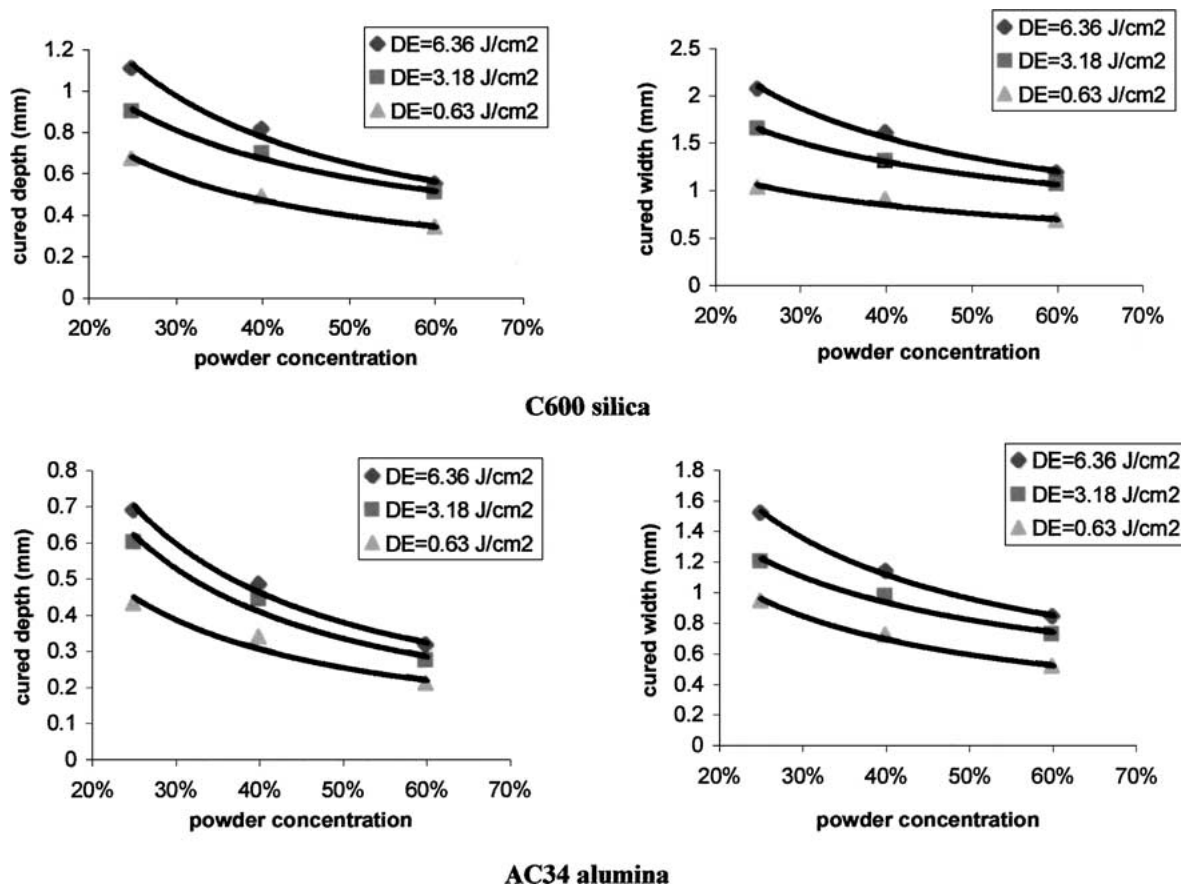 DE=6.36 J/cm2
DE=3.18 J/cm2
DE=0.63 J/cm2
cured depth (mm)
1.2
1
0.8
0.6
0.4
0.2
0
20% 30% 40% 50% 60% 70%
powder concentration
DE=6.36 J/cm2
DE=3.18 J/cm2
DE=0.63 J/cm2
cured width (mm)
2.5
2
1.5
1
0.5
0
20% 30% 40% 50% 60% 70%
powder concentration
C600 silica
DE=6.36 J/cm2
DE=3.18 J/cm2
DE=0.63 J/cm2
cured depth (mm)
0.8
0.7
0.6
0.5
0.4
0.3
0.2
0.1
0
20% 30% 40% 50% 60% 70%
powder concentration
DE=6.36 J/cm2
DE=3.18 J/cm2
DE=0.63 J/cm2
cured width (mm)
1.8
1.6
1.4
1.2
1
0.8
0.6
0.4
0.2
0
20% 30% 40% 50% 60% 70%
powder concentration
AC34 alumina